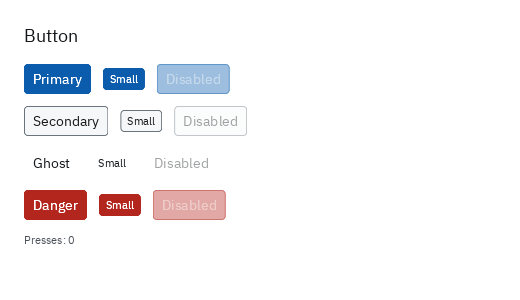 Button
Primary Small Disabled
Secondary Small Disabled
Ghost Small Disabled
Danger Small Disabled
Presses: 0